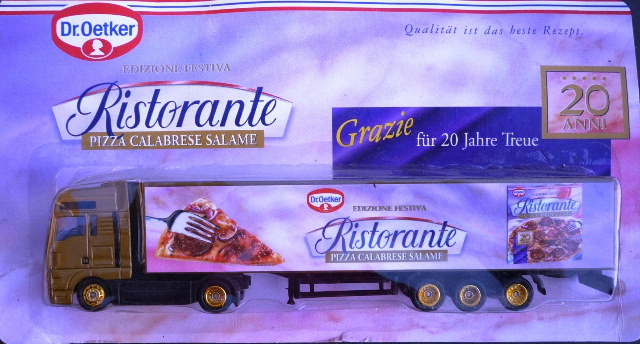 Dr.Oetker
Qualität ist das beste Rezept.
EDIZIONE FESTIVA
Ristorante
PIZZA CALABRESE SALAME
20
ANNI
Grazie für 20 Jahre Treue
Dr.Oetker
EDIZIONE FESTIVA
Ristorante
PIZZA CALABRESE SALAME
Ristorante